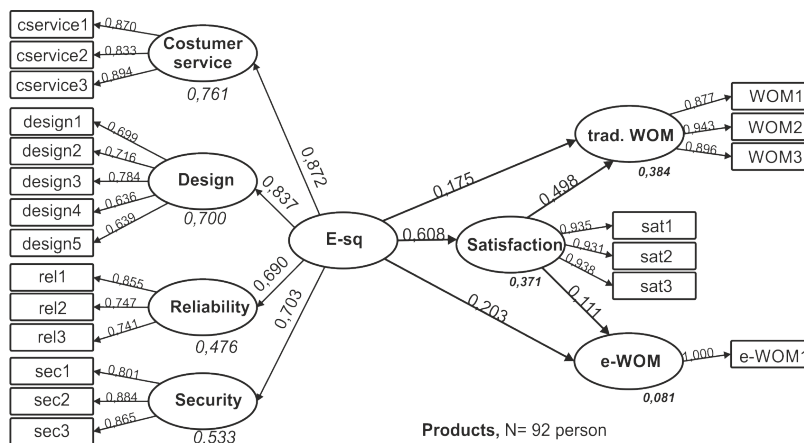 cservice1
cservice2
cservice3
0,870
0,833
0,894
Costumer
service
0,761
design1
design2
design3
design4
design5
0,699
0,716
0,784
0,636
0,639
Design
0,700
rel1
rel2
rel3
0,855
0,747
0,741
Reliability
0,476
sec1
sec2
sec3
0,801
0,884
0,865
Security
0,533
0,872
0,837
0,690
0,703
E-sq
0,175
0,608
0,203
Satisfaction
0,371
0,498
0,111
0,935
0,931
0,938
sat1
sat2
sat3
trad. WOM
0,384
0,877
0,943
0,896
WOM1
WOM2
WOM3
e-WOM
0,081
1,000
e-WOM1
Products, N= 92 person